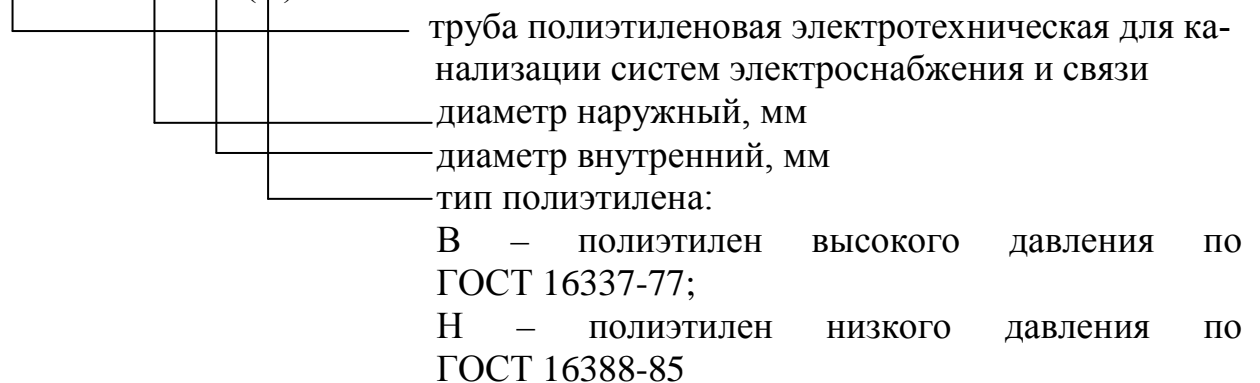 труба полиэтиленовая электротехническая для ка-
нализации систем электроснабжения и связи
диаметр наружный, мм
диаметр внутренний, мм
тип полиэтилена:
В – полиэтилен высокого давления по
ГОСТ 16337-77;
Н – полиэтилен низкого давления по
ГОСТ 16388-85